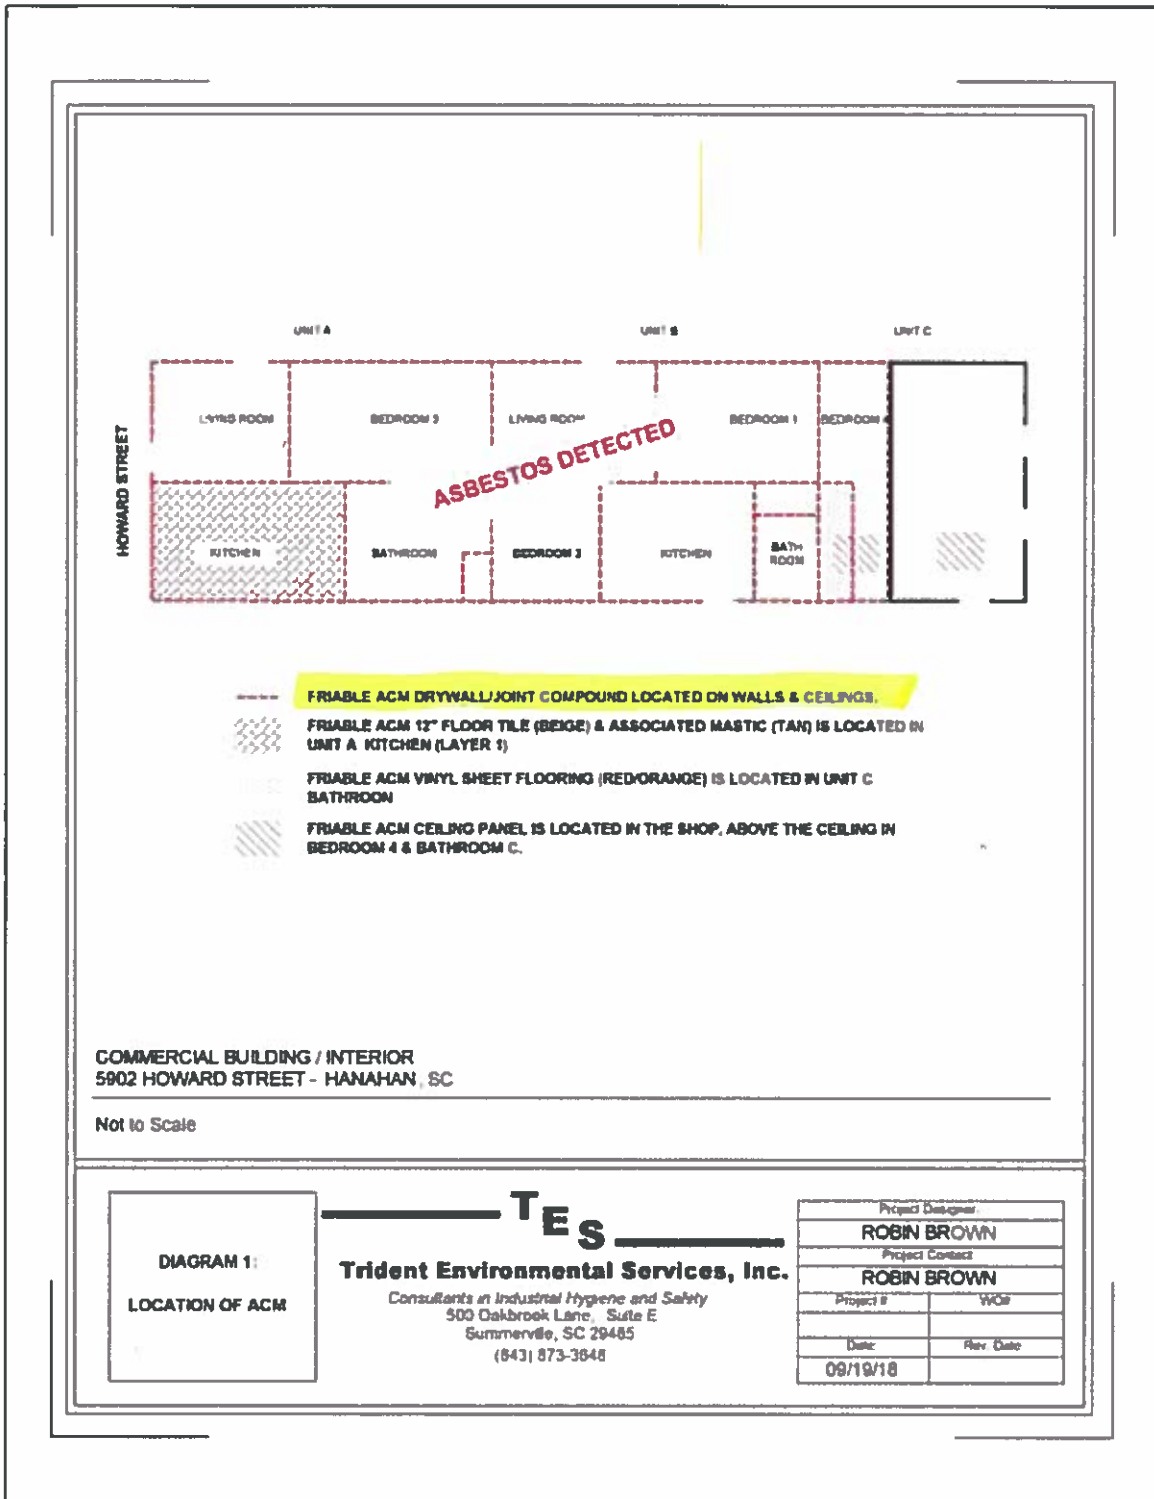 UNIT A
UNIT B
UNIT C
HOWARD STREET
LIVING ROOM
BEDROOM 3
LIVING ROOM
BEDROOM 1
BEDROOM 4
ASBESTOS DETECTED
KITCHEN
BATHROOM
BEDROOM 2
KITCHEN
BATH
ROOM
FRIABLE ACM DRYWALL/JOINT COMPOUND LOCATED ON WALLS & CEILINGS.
FRIABLE ACM 12" FLOOR TILE (BEIGE) & ASSOCIATED MASTIC (TAN) IS LOCATED IN
UNIT A KITCHEN (LAYER 1)
FRIABLE ACM VINYL SHEET FLOORING (RED/ORANGE) IS LOCATED IN UNIT C
BATHROON
FRIABLE ACM CEILING PANEL IS LOCATED IN THE SHOP, ABOVE THE CEILING IN
BEDROOM 4 & BATHROOM C.
COMMERCIAL BUILDING / INTERIOR
5902 HOWARD STREET - HANAHAN, SC
Not to Scale
DIAGRAM 1:
LOCATION OF ACM
TES
Trident Environmental Services, Inc.
Consultants in Industrial Hygiene and Safety
500 Oakbrook Lane, Suite E
Summerville, SC 29485
(843) 873-3648
Project Designer
ROBIN BROWN
Project Contact
ROBIN BROWN
Project # WO#
Date Rev. Date
09/19/18